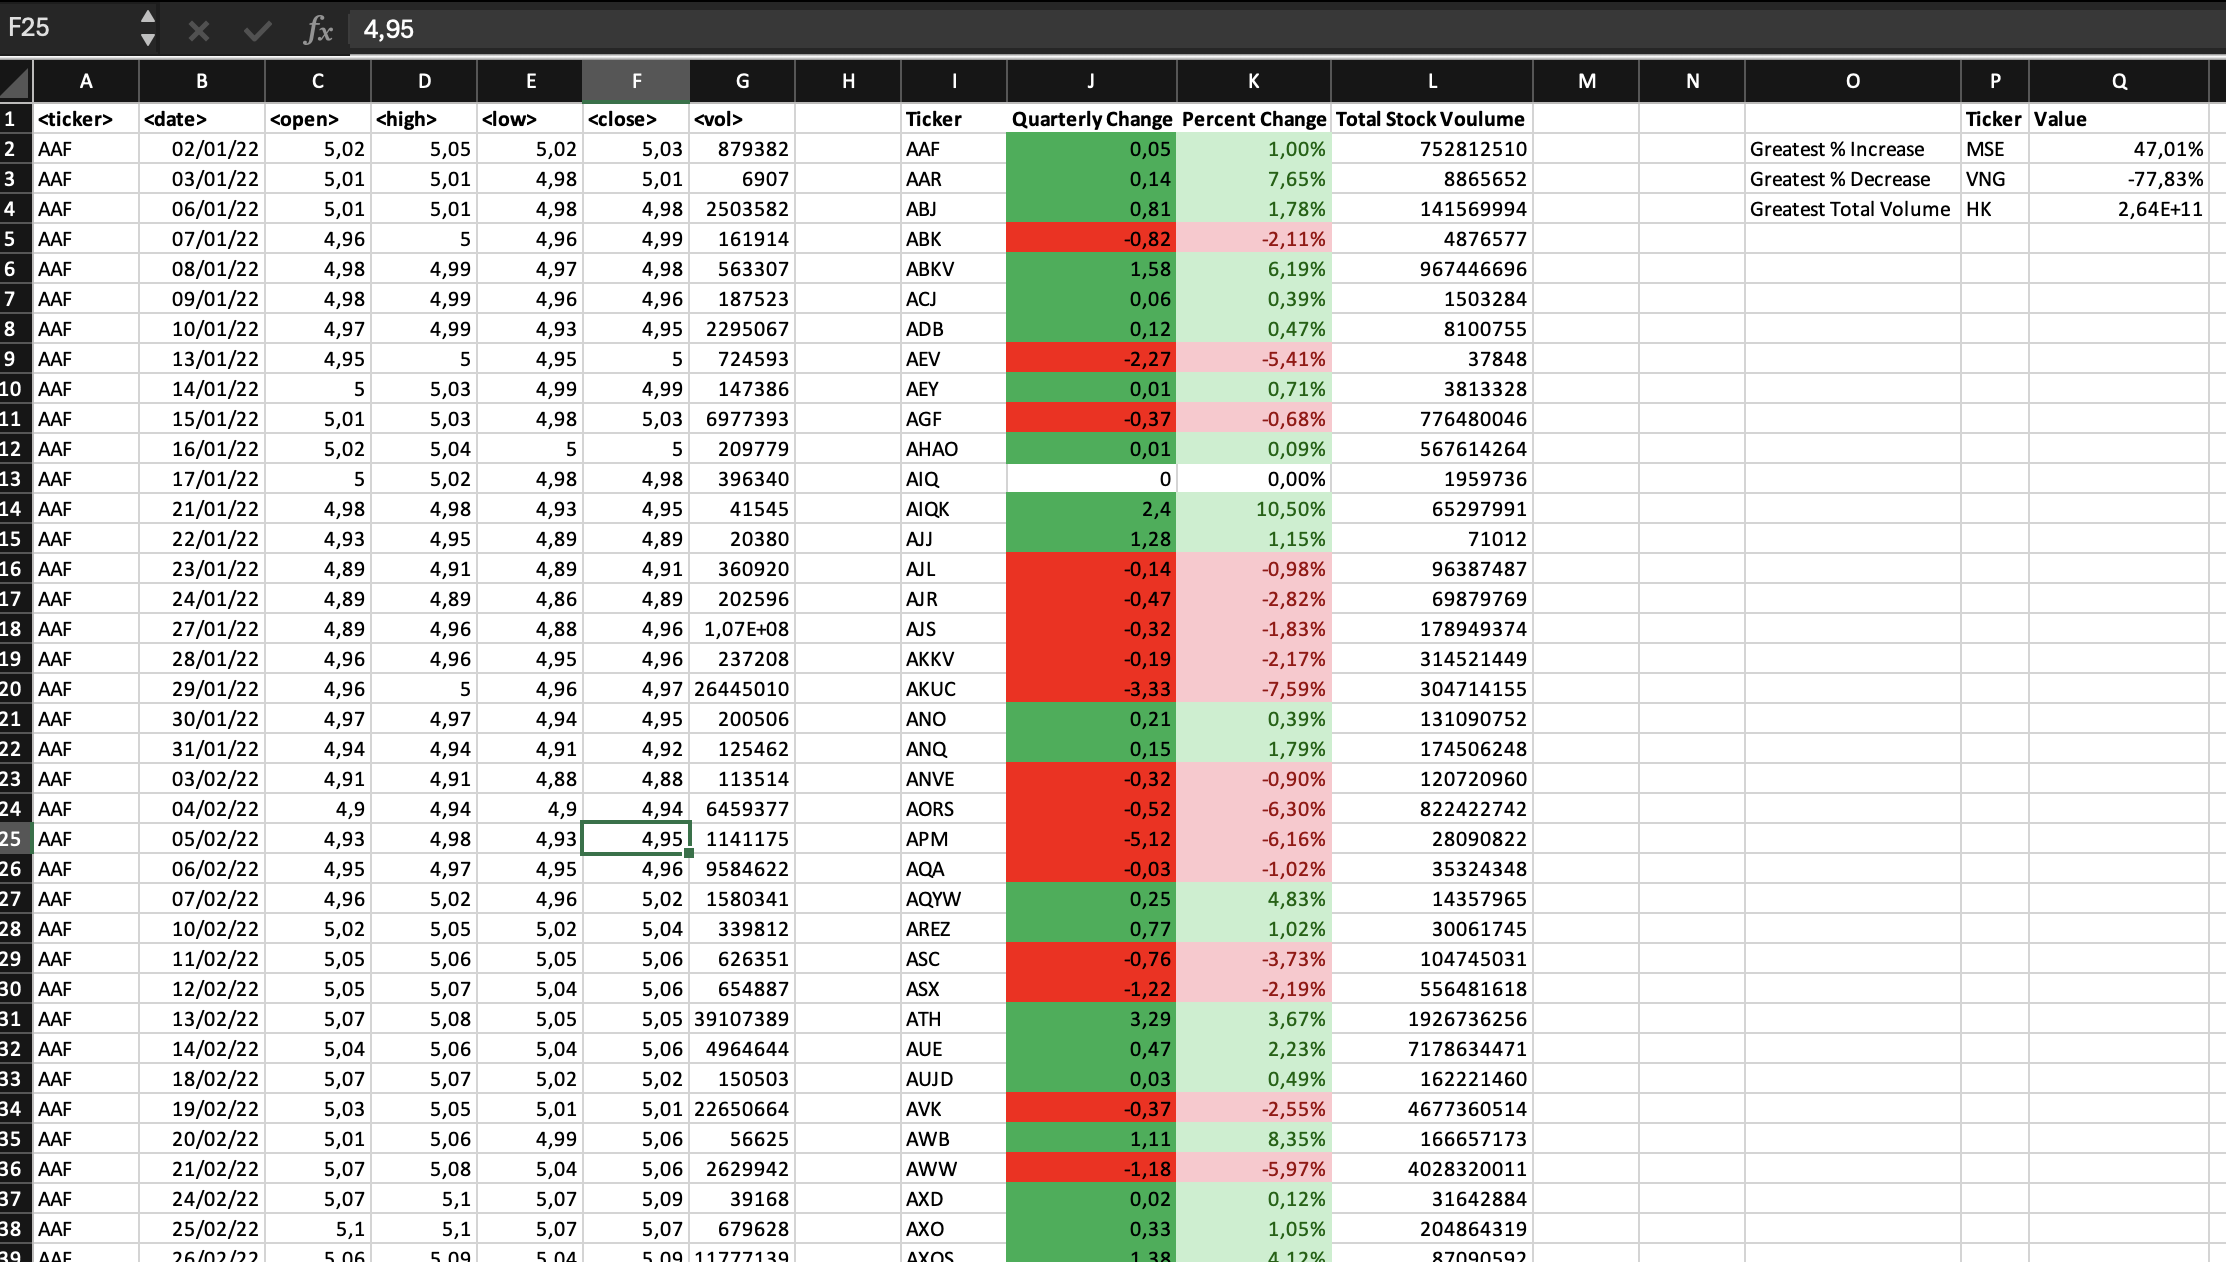 F25 fx 4,95
A B C D E F G H I J K L M N O P Q
1 <ticker> <date> <open> <high> <low> <close> <vol> Ticker Quarterly Change Percent Change Total Stock Voulume Ticker Value
2 AAF 02/01/22 5,02 5,05 5,02 5,03 879382 AAF 0,05 1,00% 752812510 Greatest % Increase MSE 47,01%
3 AAF 03/01/22 5,01 5,01 4,98 5,01 6907 AAR 0,14 7,65% 8865652 Greatest % Decrease VNG -77,83%
4 AAF 06/01/22 5,01 5,01 4,98 4,98 2503582 ABJ 0,81 1,78% 141569994 Greatest Total Volume HK 2,64E+11
5 AAF 07/01/22 4,96 5 4,96 4,99 161914 ABK -0,82 -2,11% 4876577
6 AAF 08/01/22 4,98 4,99 4,97 4,98 563307 ABKV 1,58 6,19% 967446696
7 AAF 09/01/22 4,98 4,99 4,96 4,96 187523 ACJ 0,06 0,39% 1503284
8 AAF 10/01/22 4,97 4,99 4,93 4,95 2295067 ADB 0,12 0,47% 8100755
9 AAF 13/01/22 4,95 5 4,95 5 724593 AEV -2,27 -5,41% 37848
10 AAF 14/01/22 5 5,03 4,99 4,99 147386 AEY 0,01 0,71% 3813328
11 AAF 15/01/22 5,01 5,03 4,98 5,03 6977393 AGF -0,37 -0,68% 776480046
12 AAF 16/01/22 5,02 5,04 5 5 209779 AHAO 0,01 0,09% 567614264
13 AAF 17/01/22 5 5,02 4,98 4,98 396340 AIQ 0 0,00% 1959736
14 AAF 21/01/22 4,98 4,98 4,93 4,95 41545 AIQK 2,4 10,50% 65297991
15 AAF 22/01/22 4,93 4,95 4,89 4,89 20380 AJJ 1,28 1,15% 71012
16 AAF 23/01/22 4,89 4,91 4,89 4,91 360920 AJL -0,14 -0,98% 96387487
17 AAF 24/01/22 4,89 4,89 4,86 4,89 202596 AJR -0,47 -2,82% 69879769
18 AAF 27/01/22 4,89 4,96 4,88 4,96 1,07E+08 AJS -0,32 -1,83% 178949374
19 AAF 28/01/22 4,96 4,96 4,95 4,96 237208 AKKV -0,19 -2,17% 314521449
20 AAF 29/01/22 4,96 5 4,96 4,97 26445010 AKUC -3,33 -7,59% 304714155
21 AAF 30/01/22 4,97 4,97 4,94 4,95 200506 ANO 0,21 0,39% 131090752
22 AAF 31/01/22 4,94 4,94 4,91 4,92 125462 ANQ 0,15 1,79% 174506248
23 AAF 03/02/22 4,91 4,91 4,88 4,88 113514 ANVE -0,32 -0,90% 120720960
24 AAF 04/02/22 4,9 4,94 4,9 4,94 6459377 AORS -0,52 -6,30% 822422742
25 AAF 05/02/22 4,93 4,98 4,93 4,95 1141175 APM -5,12 -6,16% 28090822
26 AAF 06/02/22 4,95 4,97 4,95 4,96 9584622 AQA -0,03 -1,02% 35324348
27 AAF 07/02/22 4,96 5,02 4,96 5,02 1580341 AQYW 0,25 4,83% 14357965
28 AAF 10/02/22 5,02 5,05 5,02 5,04 339812 AREZ 0,77 1,02% 30061745
29 AAF 11/02/22 5,05 5,06 5,05 5,06 626351 ASC -0,76 -3,73% 104745031
30 AAF 12/02/22 5,05 5,07 5,04 5,06 654887 ASX -1,22 -2,19% 556481618
31 AAF 13/02/22 5,07 5,08 5,05 5,05 39107389 ATH 3,29 3,67% 1926736256
32 AAF 14/02/22 5,04 5,06 5,04 5,06 4964644 AUE 0,47 2,23% 7178634471
33 AAF 18/02/22 5,07 5,07 5,02 5,02 150503 AUJD 0,03 0,49% 162221460
34 AAF 19/02/22 5,03 5,05 5,01 5,01 22650664 AVK -0,37 -2,55% 4677360514
35 AAF 20/02/22 5,01 5,06 4,99 5,06 56625 AWB 1,11 8,35% 166657173
36 AAF 21/02/22 5,07 5,08 5,04 5,06 2629942 AWW -1,18 -5,97% 4028320011
37 AAF 24/02/22 5,07 5,1 5,07 5,09 39168 AXD 0,02 0,12% 31642884
38 AAF 25/02/22 5,1 5,1 5,07 5,07 679628 AXO 0,33 1,05% 204864319
39 AAF 26/02/22 5,06 5,09 5,04 5,09 11777139 AXOS 1,38 4,12% 87090592